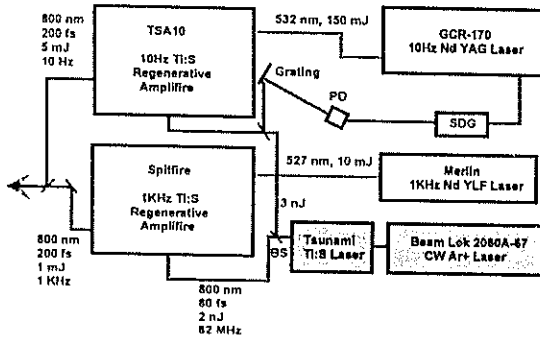 800 nm
200 fs
5 mJ
10 Hz
TSA10
10Hz Ti:S
Regenerative
Amplifire
532 nm, 150 mJ
GCR-170
10Hz Nd YAG Laser
Grating
PD
SDG
Spitfire
1KHz Ti:S
Regenerative
Amplifire
527 nm, 10 mJ
Merlin
1KHz Nd YLF Laser
3 nJ
800 nm
200 fs
1 mJ
1 KHz
BS
Tsunami
Ti:S Laser
Beam Lok 2060A-67
CW Ar+ Laser
800 nm
80 fs
2 nJ
82 MHz